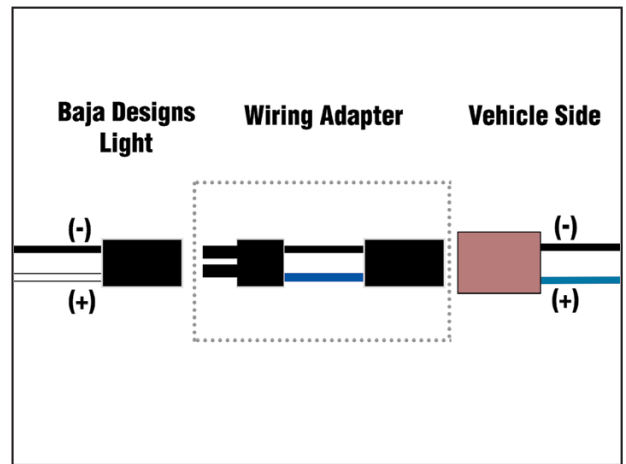 Baja Designs
Light
Wiring Adapter
Vehicle Side
(-)
(+)
(-)
(+)